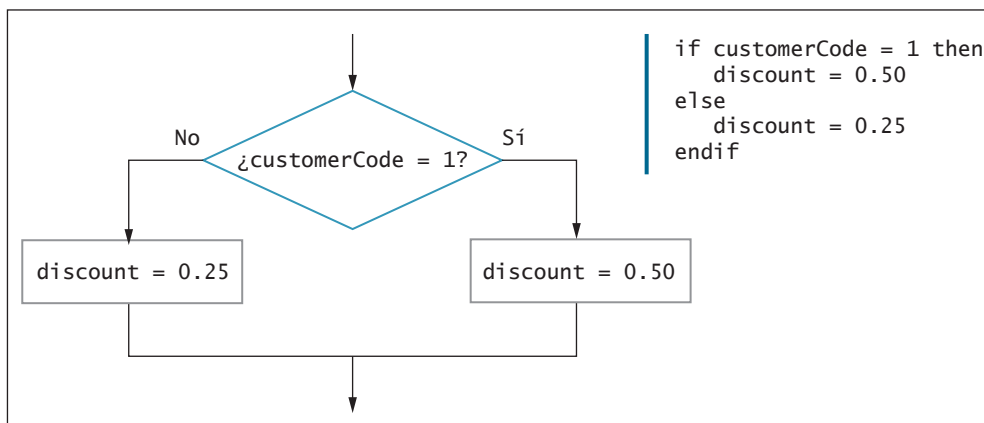 No
Sí
¿customerCode = 1?
discount = 0.25
discount = 0.50
if customerCode = 1 then
   discount = 0.50
else
   discount = 0.25
endif